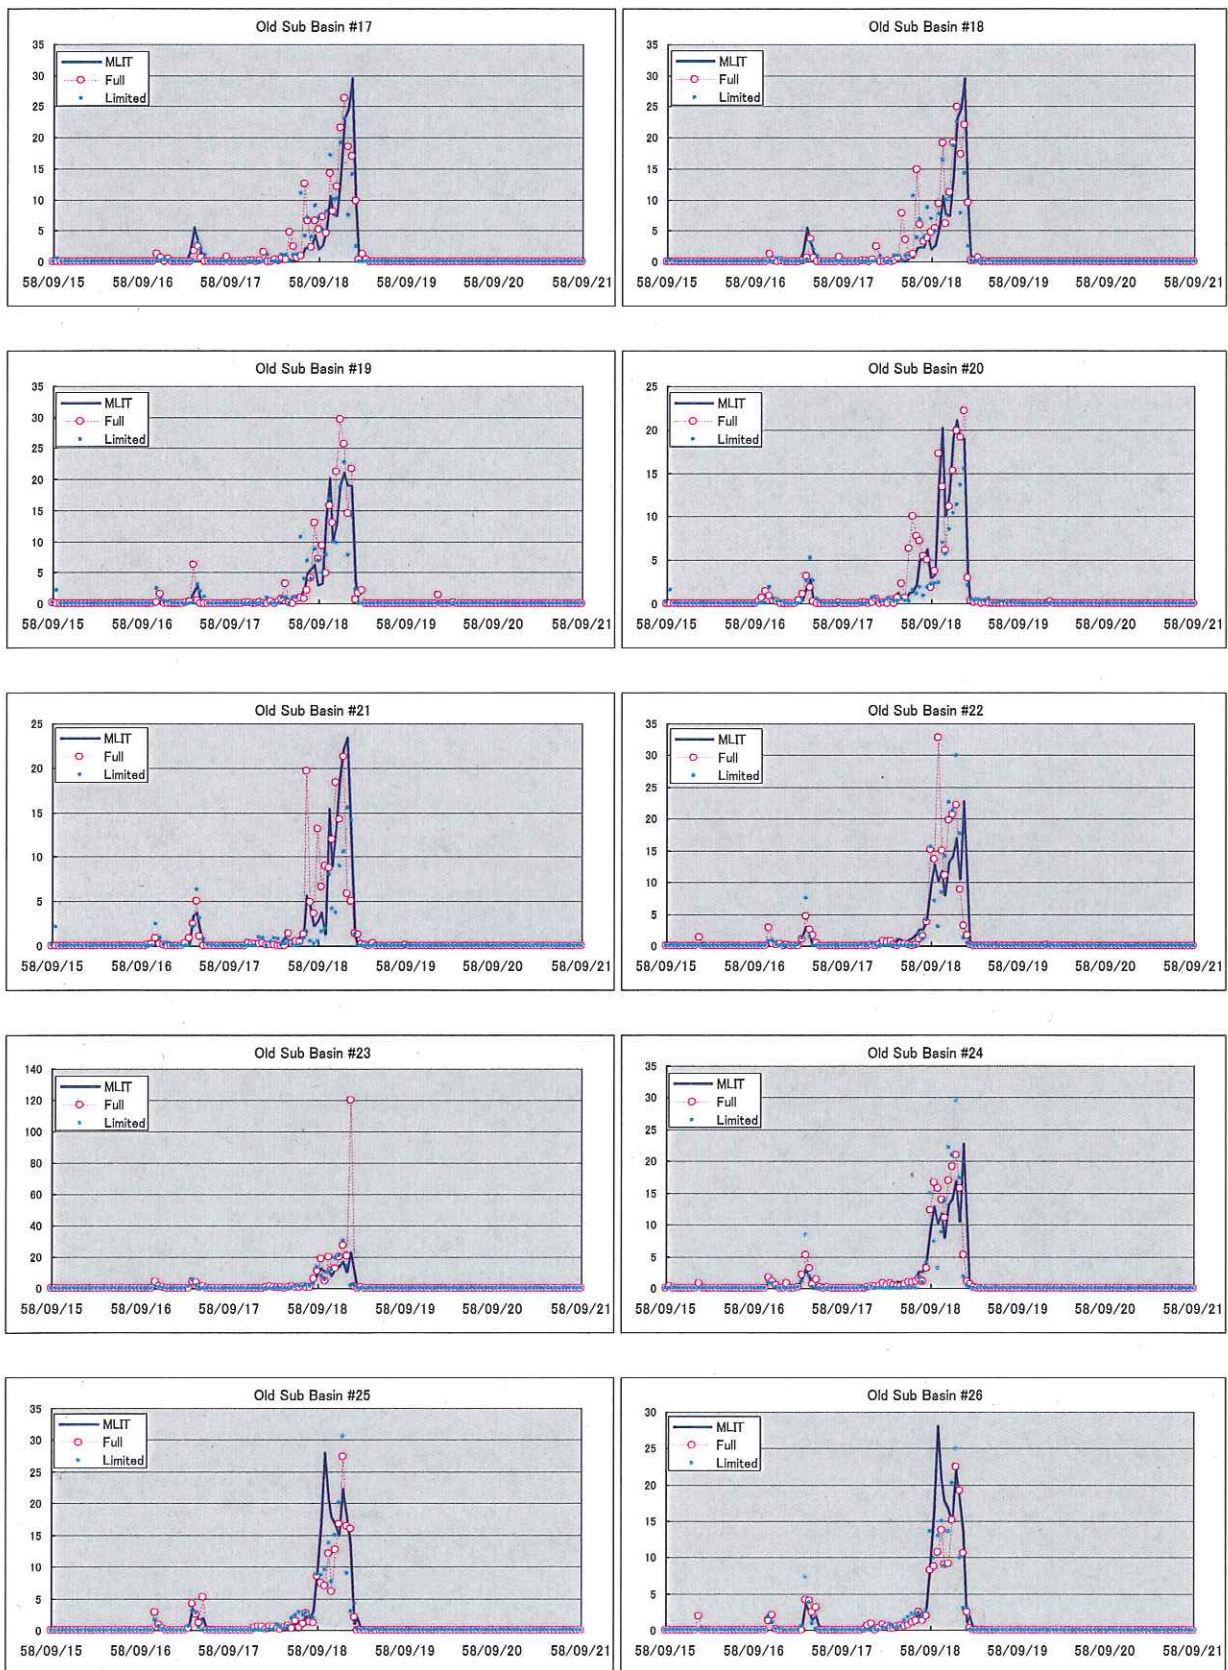 Old Sub Basin #17
35
30
25
20
15
10
5
0
MLIT
Full
Limited
58/09/15 58/09/16 58/09/17 58/09/18 58/09/19 58/09/20 58/09/21
Old Sub Basin #18
35
30
25
20
15
10
5
0
MLIT
Full
Limited
58/09/15 58/09/16 58/09/17 58/09/18 58/09/19 58/09/20 58/09/21
Old Sub Basin #19
35
30
25
20
15
10
5
0
MLIT
Full
Limited
58/09/15 58/09/16 58/09/17 58/09/18 58/09/19 58/09/20 58/09/21
Old Sub Basin #20
25
20
15
10
5
0
MLIT
Full
Limited
58/09/15 58/09/16 58/09/17 58/09/18 58/09/19 58/09/20 58/09/21
Old Sub Basin #21
25
20
15
10
5
0
MLIT
Full
Limited
58/09/15 58/09/16 58/09/17 58/09/18 58/09/19 58/09/20 58/09/21
Old Sub Basin #22
35
30
25
20
15
10
5
0
MLIT
Full
Limited
58/09/15 58/09/16 58/09/17 58/09/18 58/09/19 58/09/20 58/09/21
Old Sub Basin #23
140
120
100
80
60
40
20
0
MLIT
Full
Limited
58/09/15 58/09/16 58/09/17 58/09/18 58/09/19 58/09/20 58/09/21
Old Sub Basin #24
35
30
25
20
15
10
5
0
MLIT
Full
Limited
58/09/15 58/09/16 58/09/17 58/09/18 58/09/19 58/09/20 58/09/21
Old Sub Basin #25
35
30
25
20
15
10
5
0
MLIT
Full
Limited
58/09/15 58/09/16 58/09/17 58/09/18 58/09/19 58/09/20 58/09/21
Old Sub Basin #26
30
25
20
15
10
5
0
MLIT
Full
Limited
58/09/15 58/09/16 58/09/17 58/09/18 58/09/19 58/09/20 58/09/21